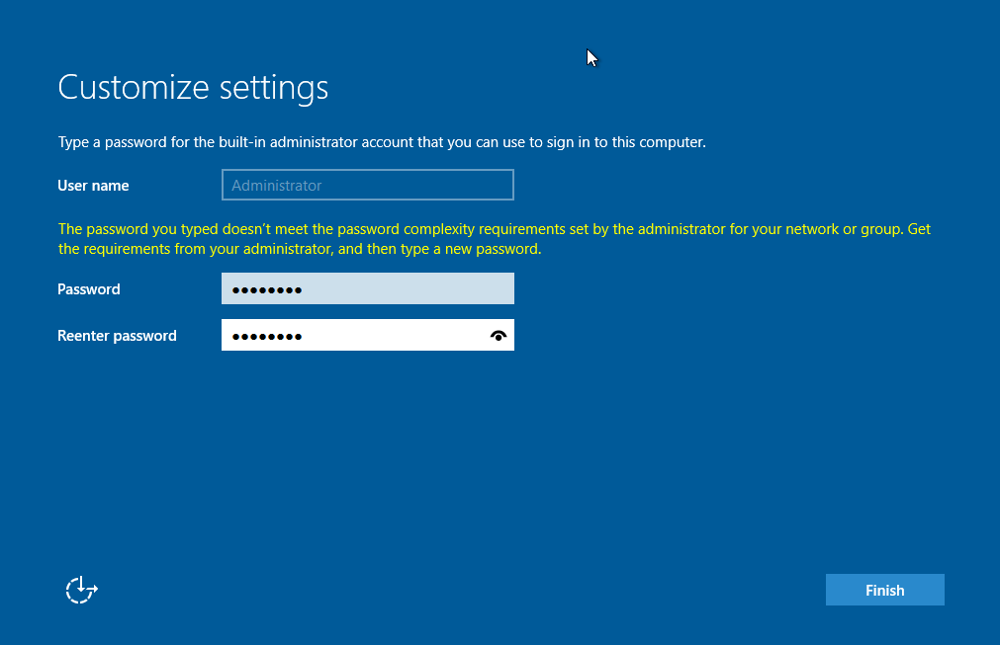 Customize settings
Type a password for the built-in administrator account that you can use to sign in to this computer.
User name
Administrator
The password you typed doesn't meet the password complexity requirements set by the administrator for your network or group. Get
the requirements from your administrator, and then type a new password.
Password ●●●●●●●●
Reenter password ●●●●●●●●
Finish